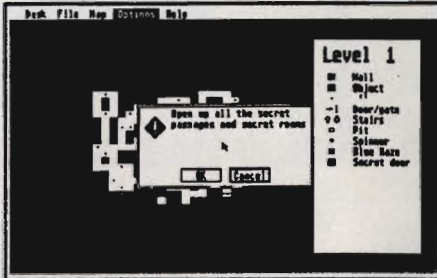 Desk File Map Options Help
Level 1
Open up all the secret
passages and secret rooms
OK Cancel
Wall
Object
Door/gate
Stairs
Pit
Spinner
Blue Haze
Secret door